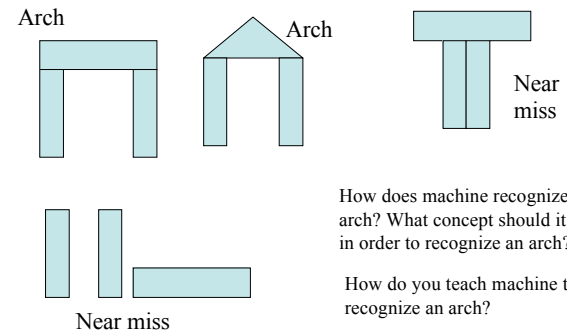 Arch
Arch
Near
miss
How does machine recognize
arch? What concept should it
in order to recognize an arch?
How do you teach machine t
recognize an arch?
Near miss